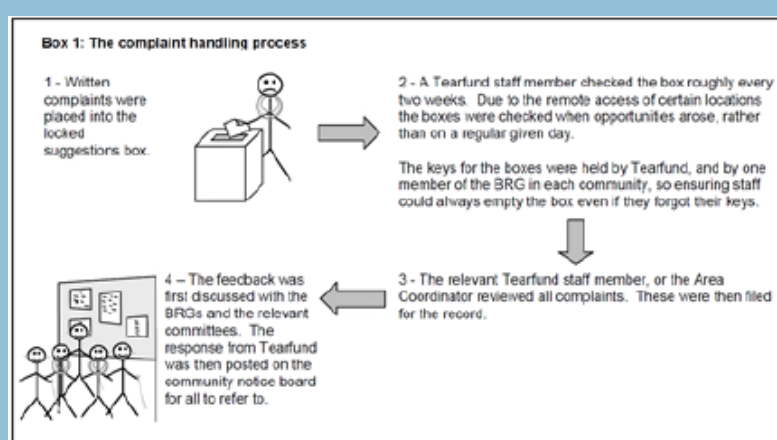 Box 1: The complaint handling process
1 - Written
complaints were
placed into the
locked
suggestions box.
2 - A Tearfund staff member checked the box roughly every
two weeks. Due to the remote access of certain locations
the boxes were checked when opportunities arose, rather
than on a regular given day.
The keys for the boxes were held by Tearfund, and by one
member of the BRG in each community, so ensuring staff
could always empty the box even if they forgot their keys.
3 - The relevant Tearfund staff member, or the Area
Coordinator reviewed all complaints. These were then filed
for the record.
4 – The feedback was
first discussed with the
BRGs and the relevant
committees. The
response from Tearfund
was then posted on the
community notice board
for all to refer to.